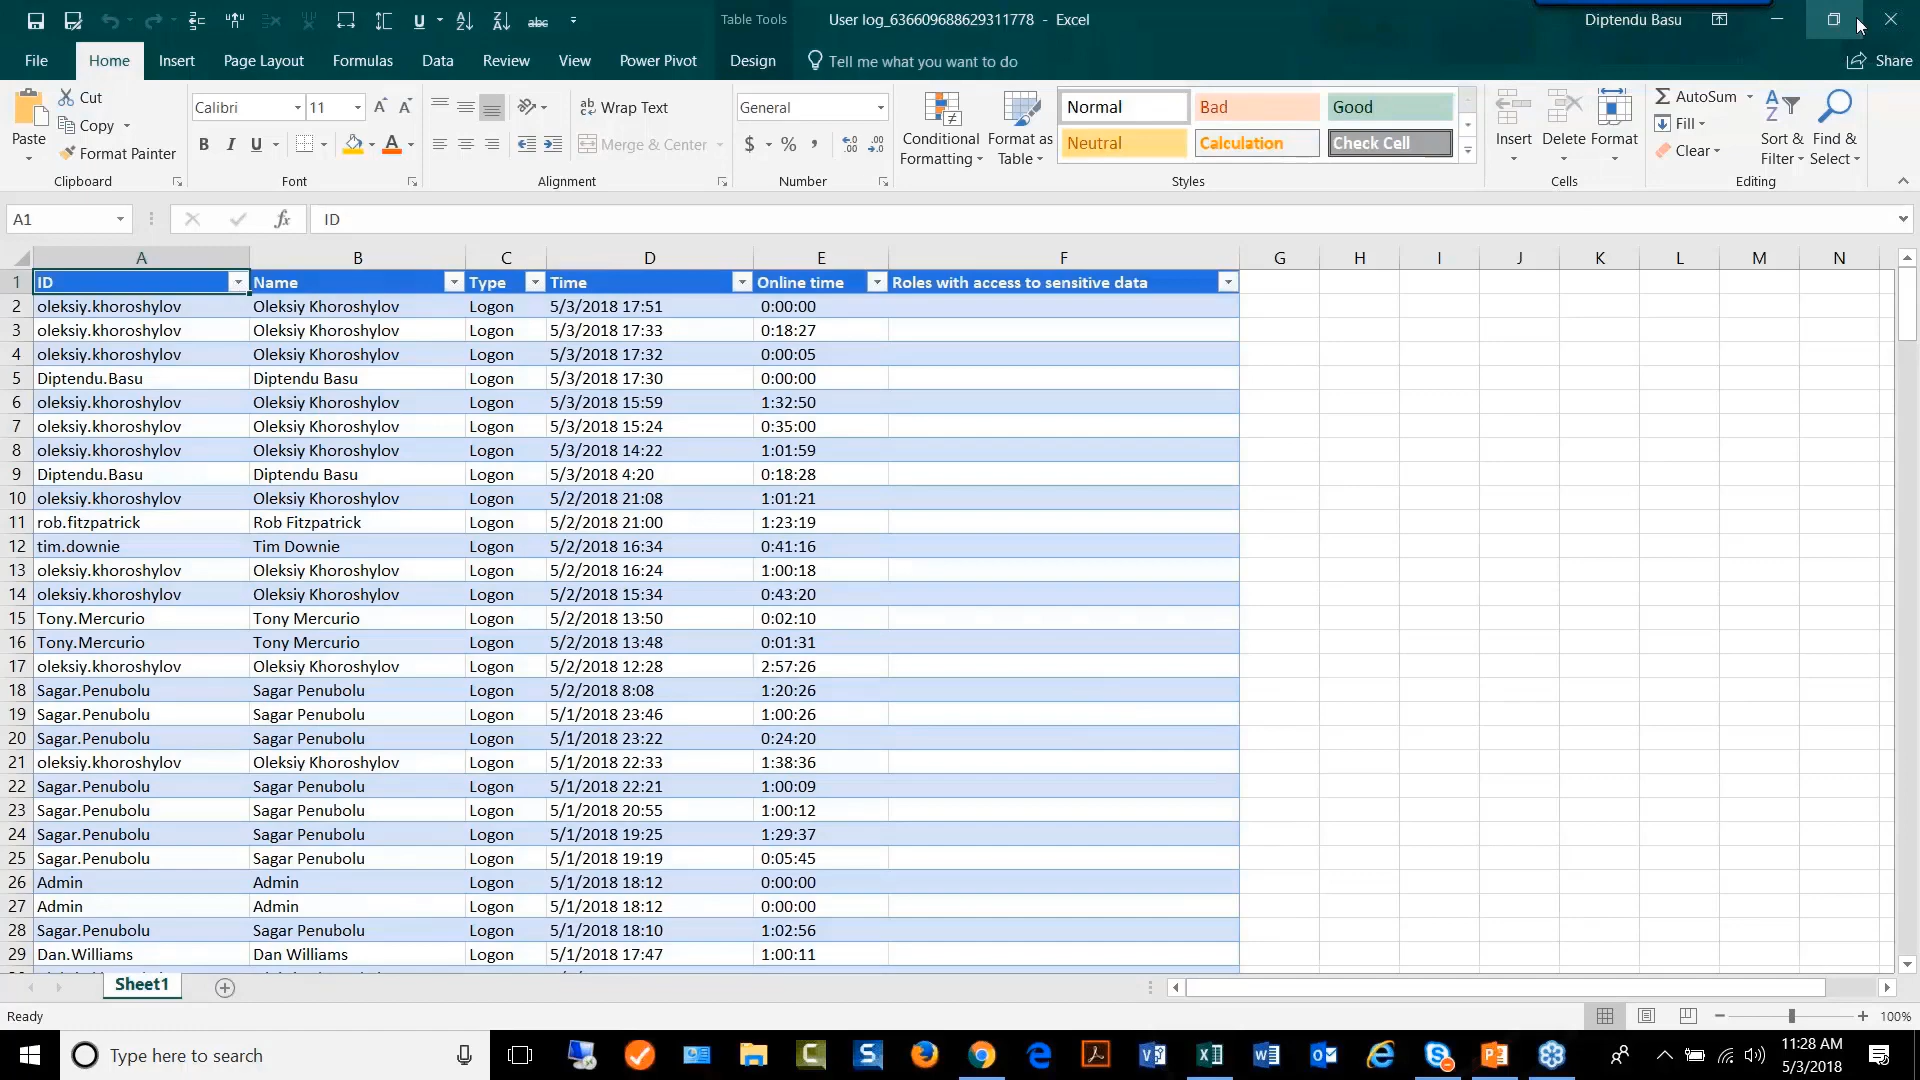 User log_636609688629311778 - Excel
Table Tools
Diptendu Basu
File Home Insert Page Layout Formulas Data Review View Power Pivot Design Tell me what you want to do Share
Paste
Cut
Copy
Format Painter
Clipboard
Calibri 11
B I U
Font
Wrap Text
Merge & Center
Alignment
General
$ % ,
Number
Conditional Formatting
Format as Table
Normal Bad Good
Neutral Calculation Check Cell
Styles
Insert Delete Format
Cells
AutoSum
Fill
Clear
Sort & Filter
Find & Select
Editing
A1 fx ID
A B C D E F G H I J K L M N
1 ID Name Type Time Online time Roles with access to sensitive data
2 oleksiy.khoroshylov Oleksiy Khoroshylov Logon 5/3/2018 17:51 0:00:00
3 oleksiy.khoroshylov Oleksiy Khoroshylov Logon 5/3/2018 17:33 0:18:27
4 oleksiy.khoroshylov Oleksiy Khoroshylov Logon 5/3/2018 17:32 0:00:05
5 Diptendu.Basu Diptendu Basu Logon 5/3/2018 17:30 0:00:00
6 oleksiy.khoroshylov Oleksiy Khoroshylov Logon 5/3/2018 15:59 1:32:50
7 oleksiy.khoroshylov Oleksiy Khoroshylov Logon 5/3/2018 15:24 0:35:00
8 oleksiy.khoroshylov Oleksiy Khoroshylov Logon 5/3/2018 14:22 1:01:59
9 Diptendu.Basu Diptendu Basu Logon 5/3/2018 4:20 0:18:28
10 oleksiy.khoroshylov Oleksiy Khoroshylov Logon 5/2/2018 21:08 1:01:21
11 rob.fitzpatrick Rob Fitzpatrick Logon 5/2/2018 21:00 1:23:19
12 tim.downie Tim Downie Logon 5/2/2018 16:34 0:41:16
13 oleksiy.khoroshylov Oleksiy Khoroshylov Logon 5/2/2018 16:24 1:00:18
14 oleksiy.khoroshylov Oleksiy Khoroshylov Logon 5/2/2018 15:34 0:43:20
15 Tony.Mercurio Tony Mercurio Logon 5/2/2018 13:50 0:02:10
16 Tony.Mercurio Tony Mercurio Logon 5/2/2018 13:48 0:01:31
17 oleksiy.khoroshylov Oleksiy Khoroshylov Logon 5/2/2018 12:28 2:57:26
18 Sagar.Penubolu Sagar Penubolu Logon 5/2/2018 8:08 1:20:26
19 Sagar.Penubolu Sagar Penubolu Logon 5/1/2018 23:46 1:00:26
20 Sagar.Penubolu Sagar Penubolu Logon 5/1/2018 23:22 0:24:20
21 oleksiy.khoroshylov Oleksiy Khoroshylov Logon 5/1/2018 22:33 1:38:36
22 Sagar.Penubolu Sagar Penubolu Logon 5/1/2018 22:21 1:00:09
23 Sagar.Penubolu Sagar Penubolu Logon 5/1/2018 20:55 1:00:12
24 Sagar.Penubolu Sagar Penubolu Logon 5/1/2018 19:25 1:29:37
25 Sagar.Penubolu Sagar Penubolu Logon 5/1/2018 19:19 0:05:45
26 Admin Admin Logon 5/1/2018 18:12 0:00:00
27 Admin Admin Logon 5/1/2018 18:12 0:00:00
28 Sagar.Penubolu Sagar Penubolu Logon 5/1/2018 18:10 1:02:56
29 Dan.Williams Dan Williams Logon 5/1/2018 17:47 1:00:11
Sheet1
Ready
100%
Type here to search
11:28 AM
5/3/2018